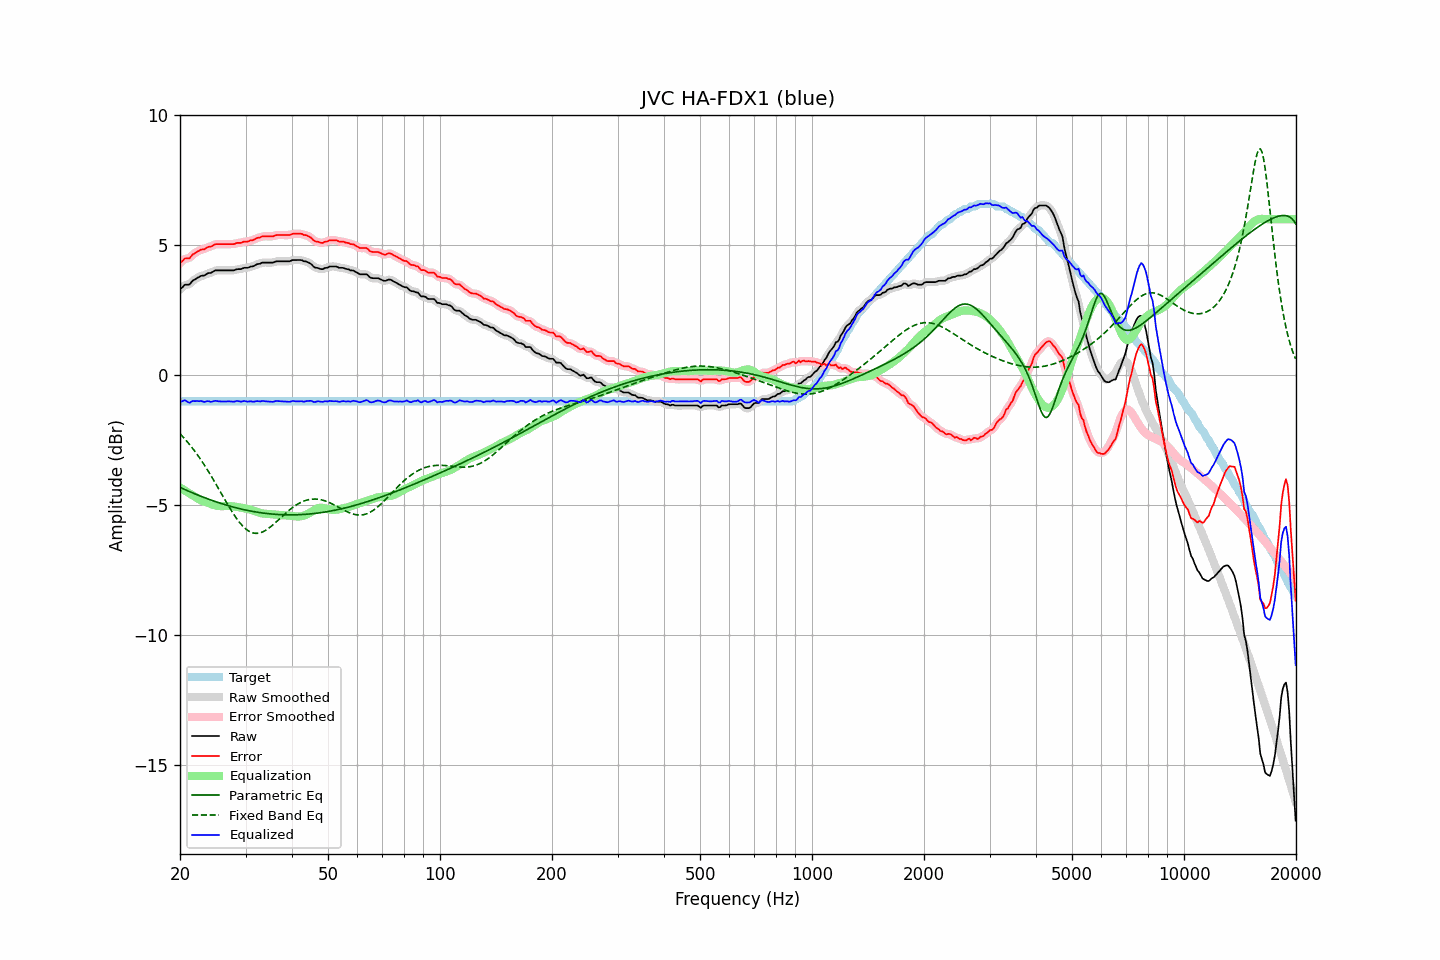 JVC HA-FDX1 (blue)
Amplitude (dBr)
10
5
0
−5
−10
−15
Target
Raw Smoothed
Error Smoothed
Raw
Error
Equalization
Parametric Eq
Fixed Band Eq
Equalized
20 50 100 200 500 1000 2000 5000 10000 20000
Frequency (Hz)